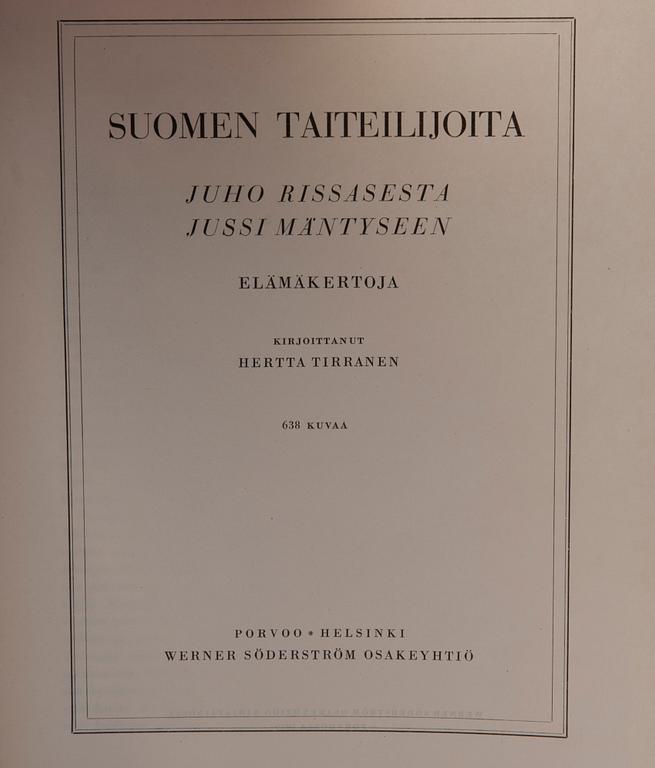 SUOMEN TAITEILIJOITA
JUHO RISSASESTA
JUSSI MÄNTYSEEN
ELÄMÄKERTOJA
KIRJOITTANUT
HERTTA TIRRANEN
638 KUVAA
PORVOO * HELSINKI
WERNER SÖDERSTRÖM OSAKEYHTIÖ